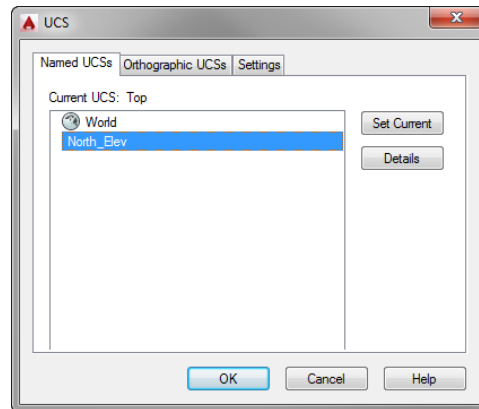 UCS
Named UCSs Orthographic UCSs Settings
Current UCS: Top
World
North_Elev
Set Current
Details
OK Cancel Help